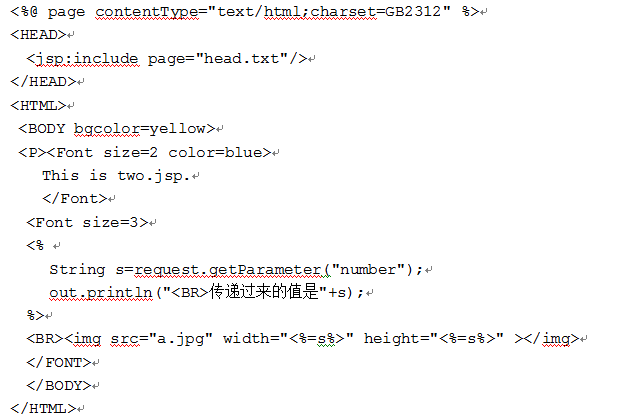 <%@ page contentType="text/html;charset=GB2312" %>
<HEAD>
<jsp:include page="head.txt"/>
</HEAD>
<HTML>
<BODY bgcolor=yellow>
<P><Font size=2 color=blue>
This is two.jsp.
</Font>
<Font size=3>
<%
String s=request.getParameter("number");
out.println("<BR>传递过来的值是"+s);
%>
<BR><img src="a.jpg" width="<%=s%>" height="<%=s%>" ></img>
</FONT>
</BODY>
</HTML>